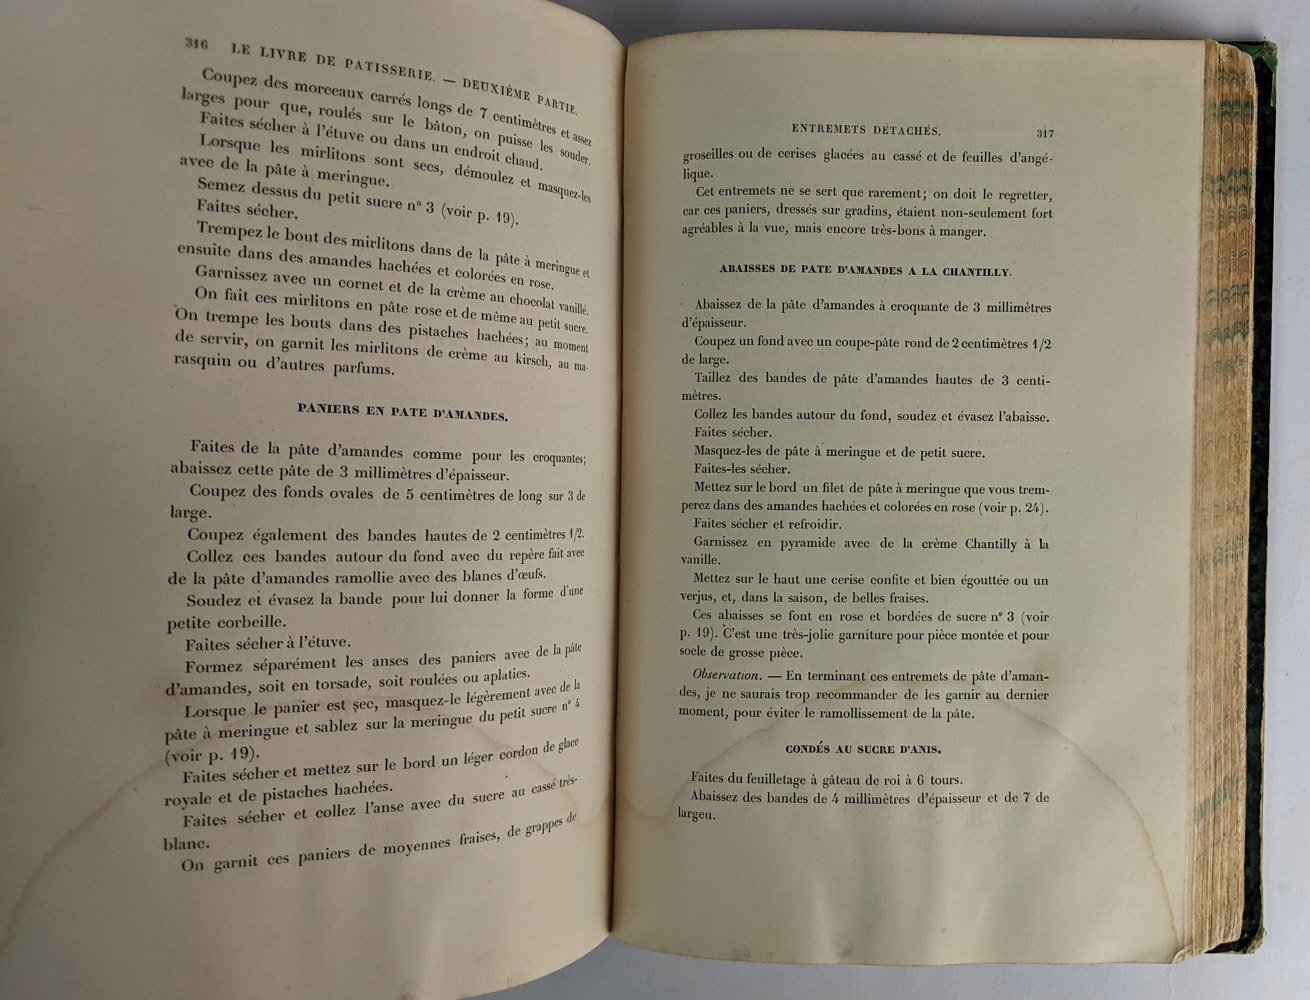 316 LE LIVRE DE PATISSERIE. — DEUXIÈME PARTIE.
Coupez des morceaux carrés longs de 7 centimètres et assez
larges pour que, roulés sur le bâton, on puisse les souder.
Faites sécher à l'étuve ou dans un endroit chaud.
Lorsque les mirlitons sont secs, démoulez et masquez-les
avec de la pâte à meringue.
Semez dessus du petit sucre n° 3 (voir p. 19).
Faites sécher.
Trempez le bout des mirlitons dans de la pâte à meringue et
ensuite dans des amandes hachées et colorées en rose.
Garnissez avec un cornet et de la crème au chocolat vanillé.
On fait ces mirlitons en pâte rose et de même au petit sucre.
On trempe les bouts dans des pistaches hachées; au moment
de servir, on garnit les mirlitons de crème au kirsch, au ma-
rasquin ou d'autres parfums.
PANIERS EN PATE D'AMANDES.
Faites de la pâte d'amandes comme pour les croquantes;
abaissez cette pâte de 3 millimètres d'épaisseur.
Coupez des fonds ovales de 5 centimètres de long sur 3 de
large.
Coupez également des bandes hautes de 2 centimètres 1/2.
Collez ces bandes autour du fond avec du repère fait avec
de la pâte d'amandes ramollie avec des blancs d'œufs.
Soudez et évasez la bande pour lui donner la forme d'une
petite corbeille.
Faites sécher à l'étuve.
Formez séparément les anses des paniers avec de la pâte
d'amandes, soit en torsade, soit roulées ou aplaties.
Lorsque le panier est sec, masquez-le légèrement avec de la
pâte à meringue et sablez sur la meringue du petit sucre n° 4
(voir p. 19).
Faites sécher et mettez sur le bord un léger cordon de glace
royale et de pistaches hachées.
Faites sécher et collez l'anse avec du sucre au cassé très-
blanc.
On garnit ces paniers de moyennes fraises, de grappes de
ENTREMETS DÉTACHÉS. 317
groseilles ou de cerises glacées au cassé et de feuilles d'angé-
lique.
Cet entremets ne se sert que rarement; on doit le regretter,
car ces paniers, dressés sur gradins, étaient non-seulement fort
agréables à la vue, mais encore très-bons à manger.
ABAISSES DE PATE D'AMANDES A LA CHANTILLY.
Abaissez de la pâte d'amandes à croquante de 3 millimètres
d'épaisseur.
Coupez un fond avec un coupe-pâte rond de 2 centimètres 1/2
de large.
Taillez des bandes de pâte d'amandes hautes de 3 centi-
mètres.
Collez les bandes autour du fond, soudez et évasez l'abaisse.
Faites sécher.
Masquez-les de pâte à meringue et de petit sucre.
Faites-les sécher.
Mettez sur le bord un filet de pâte à meringue que vous trem-
perez dans des amandes hachées et colorées en rose (voir p. 24).
Faites sécher et refroidir.
Garnissez en pyramide avec de la crème Chantilly à la
vanille.
Mettez sur le haut une cerise confite et bien égouttée ou un
verjus, et, dans la saison, de belles fraises.
Ces abaisses se font en rose et bordées de sucre n° 3 (voir
p. 19). C'est une très-jolie garniture pour pièce montée et pour
socle de grosse pièce.
Observation. — En terminant ces entremets de pâte d'aman-
des, je ne saurais trop recommander de les garnir au dernier
moment, pour éviter le ramollissement de la pâte.
CONDÉS AU SUCRE D'ANIS.
Faites du feuilletage à gâteau de roi à 6 tours.
Abaissez des bandes de 4 millimètres d'épaisseur et de 7 de
largeu.